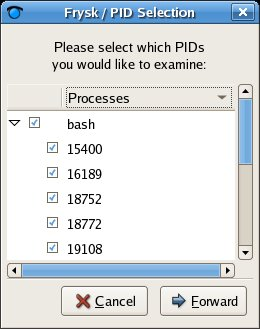 Frysk / PID Selection
Please select which PIDs
you would like to examine:
Processes
bash
15400
16189
18752
18772
19108
Cancel
Forward